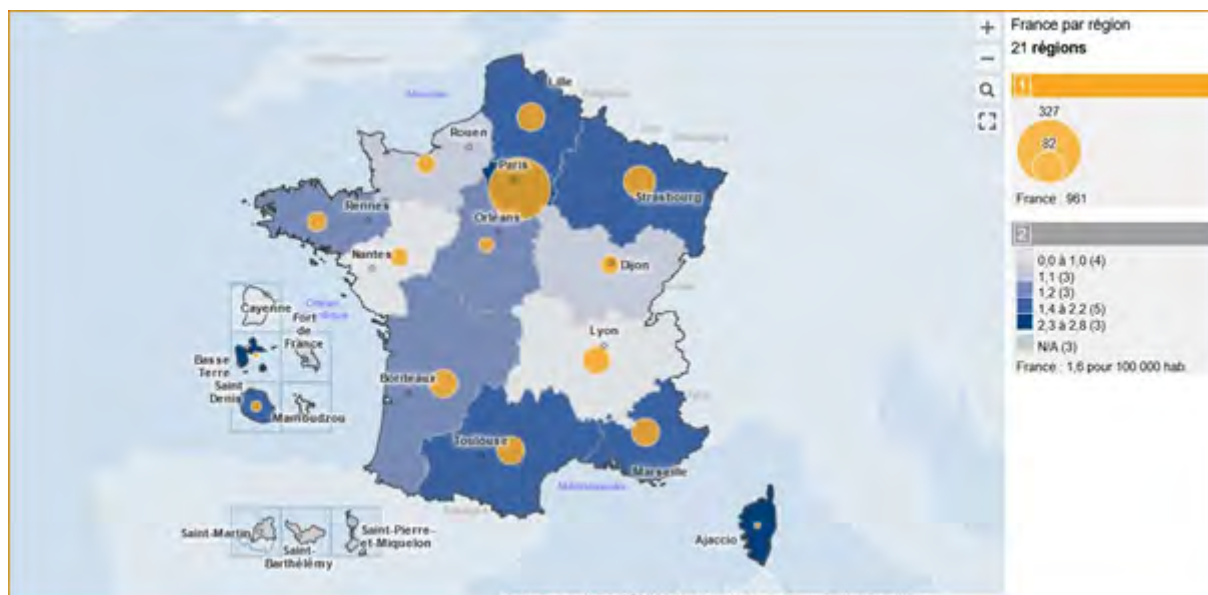 France par région
21 régions
1
327
82
France : 961
2
0,0 à 1,0 (4)
1,1 (3)
1,2 (3)
1,4 à 2,2 (5)
2,3 à 2,8 (3)
N/A (3)
France : 1,6 pour 100 000 hab.
Lille
Rouen
Paris
Strasbourg
Rennes
Orléans
Nantes
Dijon
Cayenne
Fort
de
France
Lyon
Basse
Terre
Bordeaux
Saint
Denis
Mamoudzou
Toulouse
Marseille
Saint-Martin
Saint-
Barthélémy
Saint-Pierre-
et-Miquelon
Ajaccio